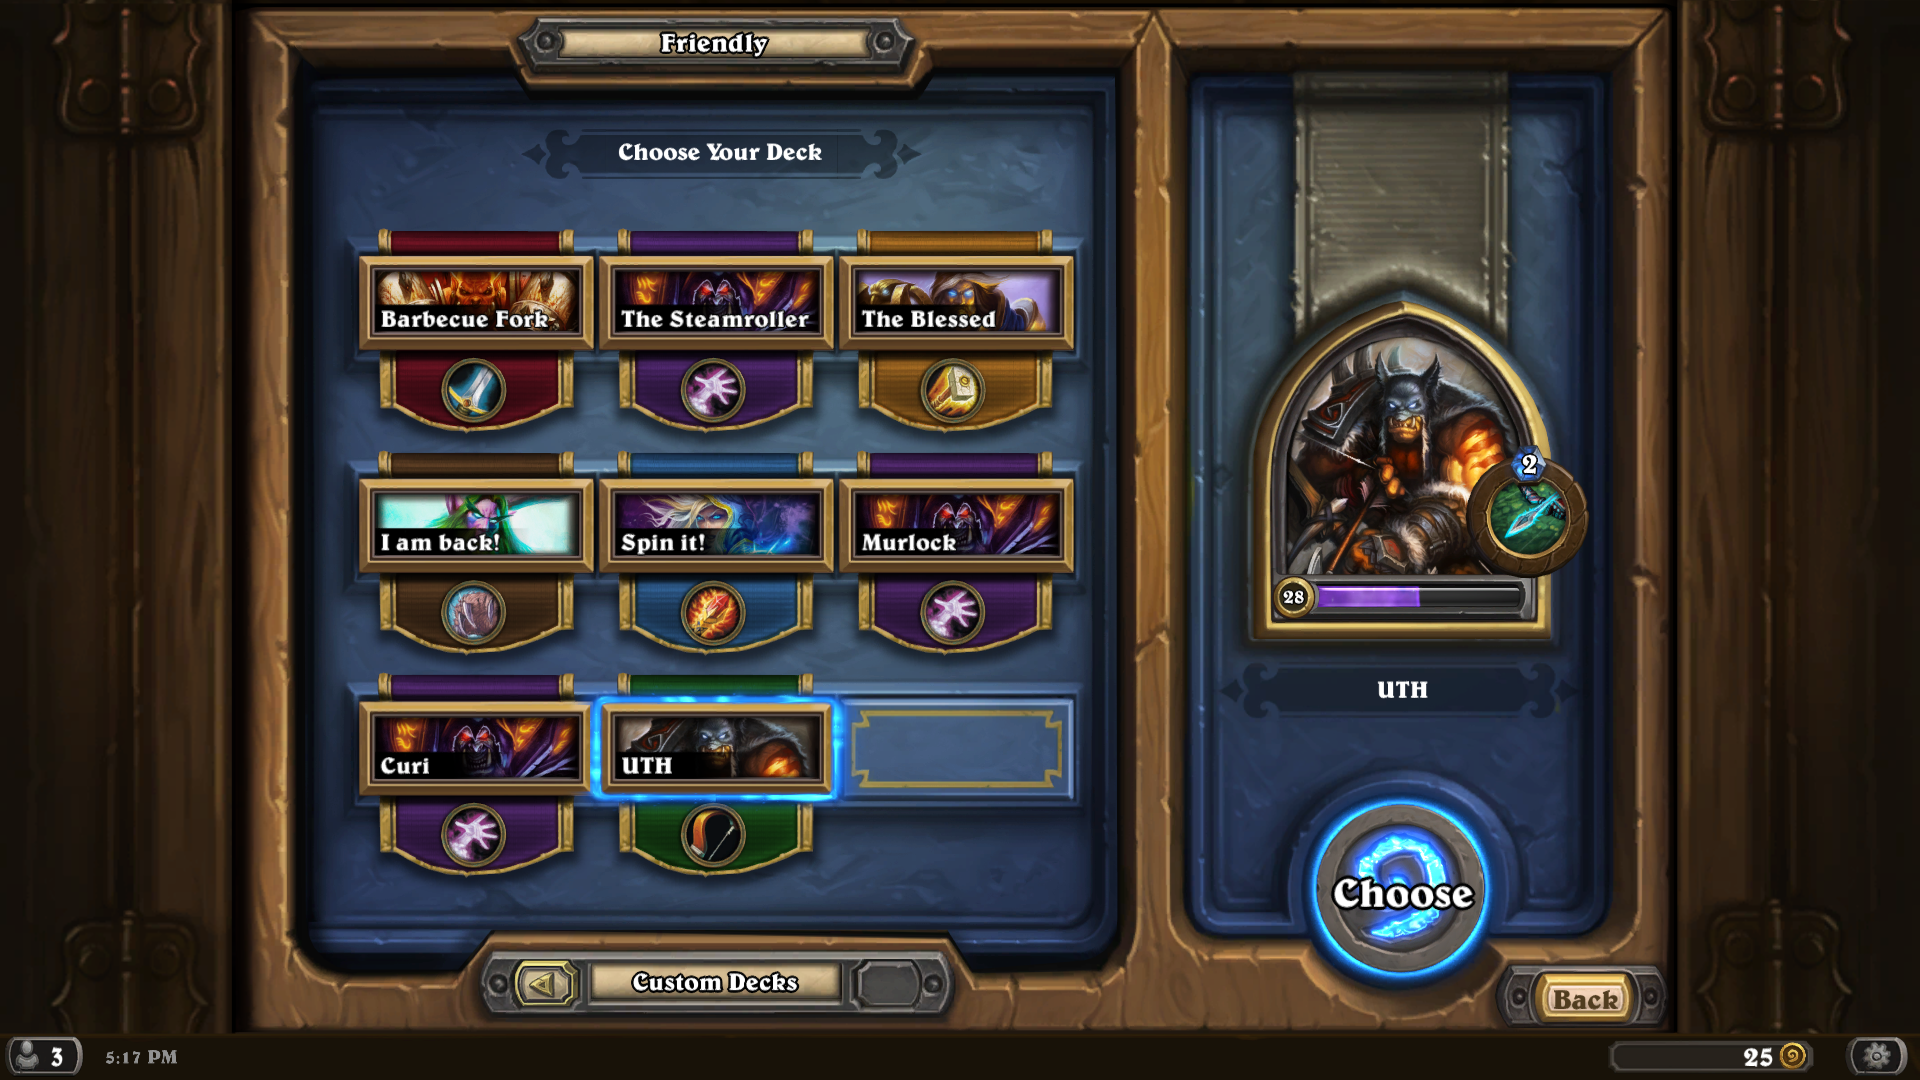 Friendly
Choose Your Deck
Barbecue Fork
The Steamroller
The Blessed
I am back!
Spin it!
Murlock
Curi
UTH
2
28
UTH
Choose
Custom Decks
Back
3
5:17 PM
25